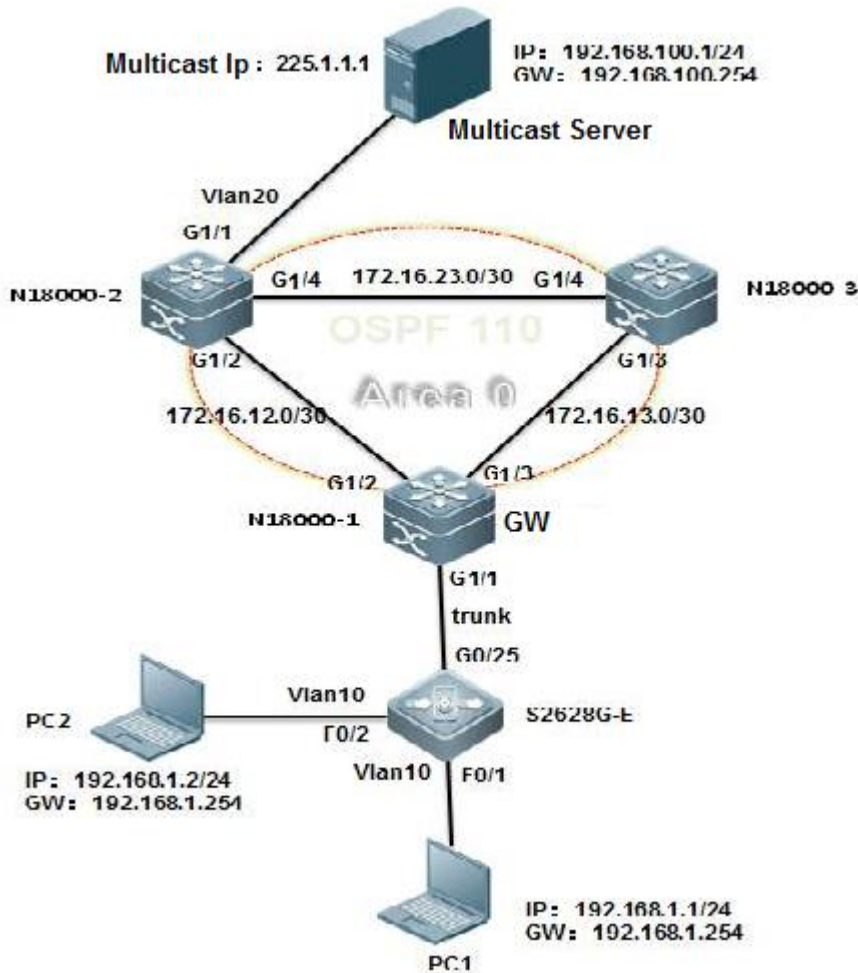 Multicast Ip：225.1.1.1
IP：192.168.100.1/24
GW：192.168.100.254
Multicast Server
Vlan20
G1/1
N18000-2
G1/4
172.16.23.0/30
G1/4
N18000-3
OSPF 110
G1/2
G1/3
Area 0
172.16.12.0/30
172.16.13.0/30
G1/2
G1/3
N18000-1
GW
G1/1
trunk
G0/25
Vlan10
PC2
F0/2
S2628G-E
IP：192.168.1.2/24
GW：192.168.1.254
Vlan10
F0/1
IP：192.168.1.1/24
GW：192.168.1.254
PC1